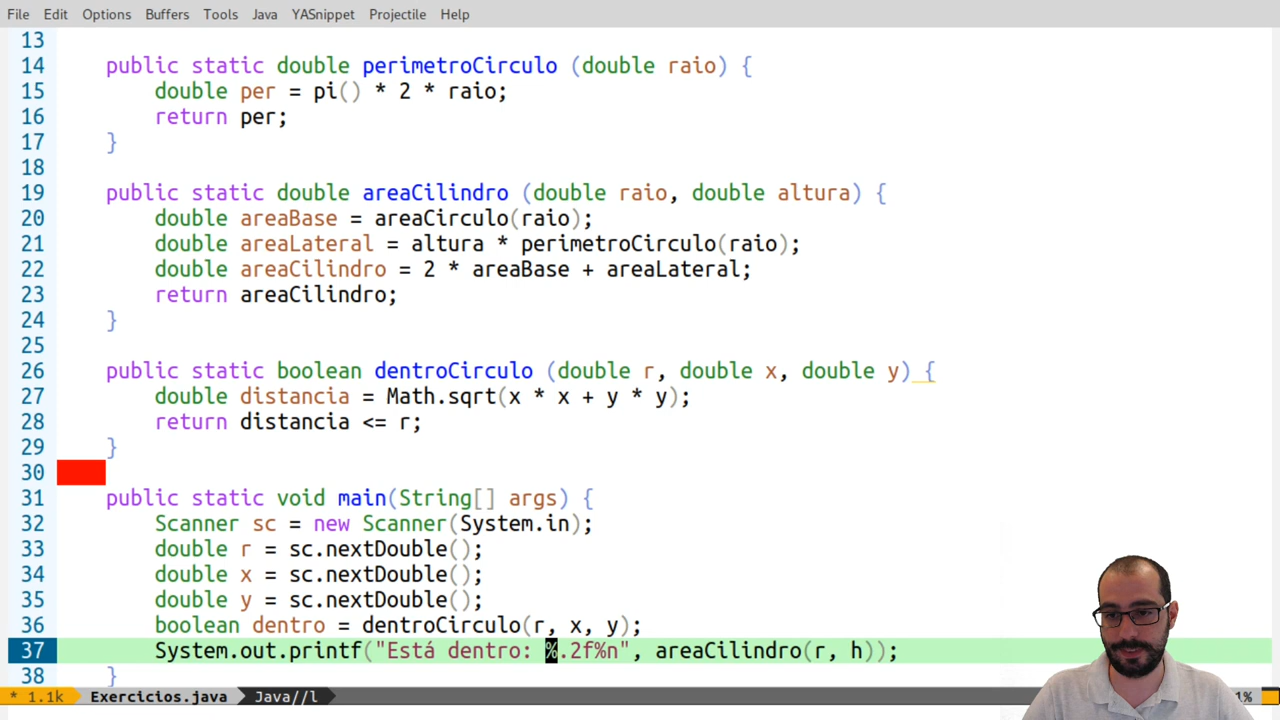 File Edit Options Buffers Tools Java YASnippet Projectile Help
13
14 public static double perimetroCirculo (double raio) {
15 double per = pi() * 2 * raio;
16 return per;
17 }
18
19 public static double areaCilindro (double raio, double altura) {
20 double areaBase = areaCirculo(raio);
21 double areaLateral = altura * perimetroCirculo(raio);
22 double areaCilindro = 2 * areaBase + areaLateral;
23 return areaCilindro;
24 }
25
26 public static boolean dentroCirculo (double r, double x, double y) {
27 double distancia = Math.sqrt(x * x + y * y);
28 return distancia <= r;
29 }
30
31 public static void main(String[] args) {
32 Scanner sc = new Scanner(System.in);
33 double r = sc.nextDouble();
34 double x = sc.nextDouble();
35 double y = sc.nextDouble();
36 boolean dentro = dentroCirculo(r, x, y);
37 System.out.printf("Está dentro: %.2f%n", areaCilindro(r, h));
38 }
* 1.1k Exercicios.java Java//l 1%